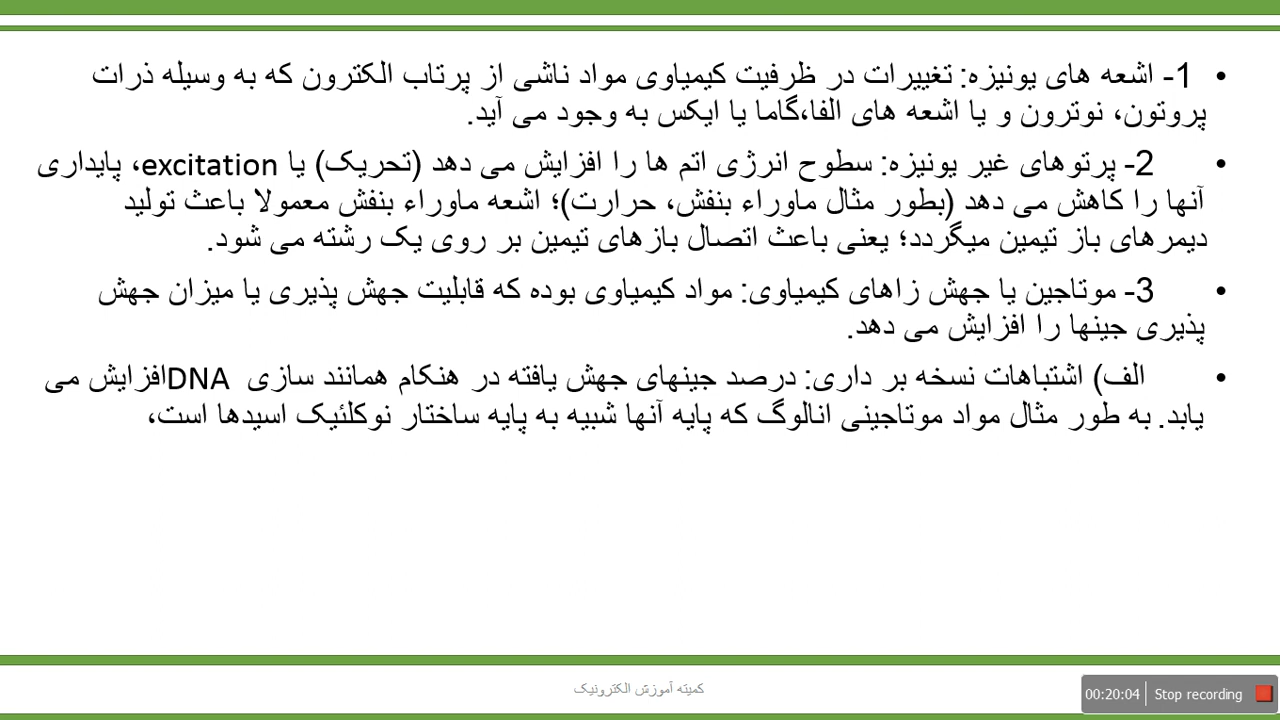 • 1- اشعه های یونیزه: تغییرات در ظرفیت کیمیاوی مواد ناشی از پرتاب الکترون که به وسیله ذرات
پروتون، نوترون و یا اشعه های الفا،گاما یا ایکس به وجود می آید.
• 2- پرتوهای غیر یونیزه: سطوح انرژی اتم ها را افزایش می دهد (تحریک) یا excitation، پایداری
آنها را کاهش می دهد (بطور مثال ماوراء بنفش، حرارت)؛ اشعه ماوراء بنفش معمولا باعث تولید
دیمرهای باز تیمین میگردد؛ یعنی باعث اتصال بازهای تیمین بر روی یک رشته می شود.
• 3- موتاجین یا جهش زاهای کیمیاوی: مواد کیمیاوی بوده که قابلیت جهش پذیری یا میزان جهش
پذیری جینها را افزایش می دهد.
• الف) اشتباهات نسخه بر داری: درصد جینهای جهش یافته در هنکام همانند سازی DNAافزایش می
یابد. به طور مثال مواد موتاجینی انالوگ که پایه آنها شبیه به پایه ساختار نوکلئیک اسیدها است،
کمیته آموزش الکترونیک
00:20:04 Stop recording